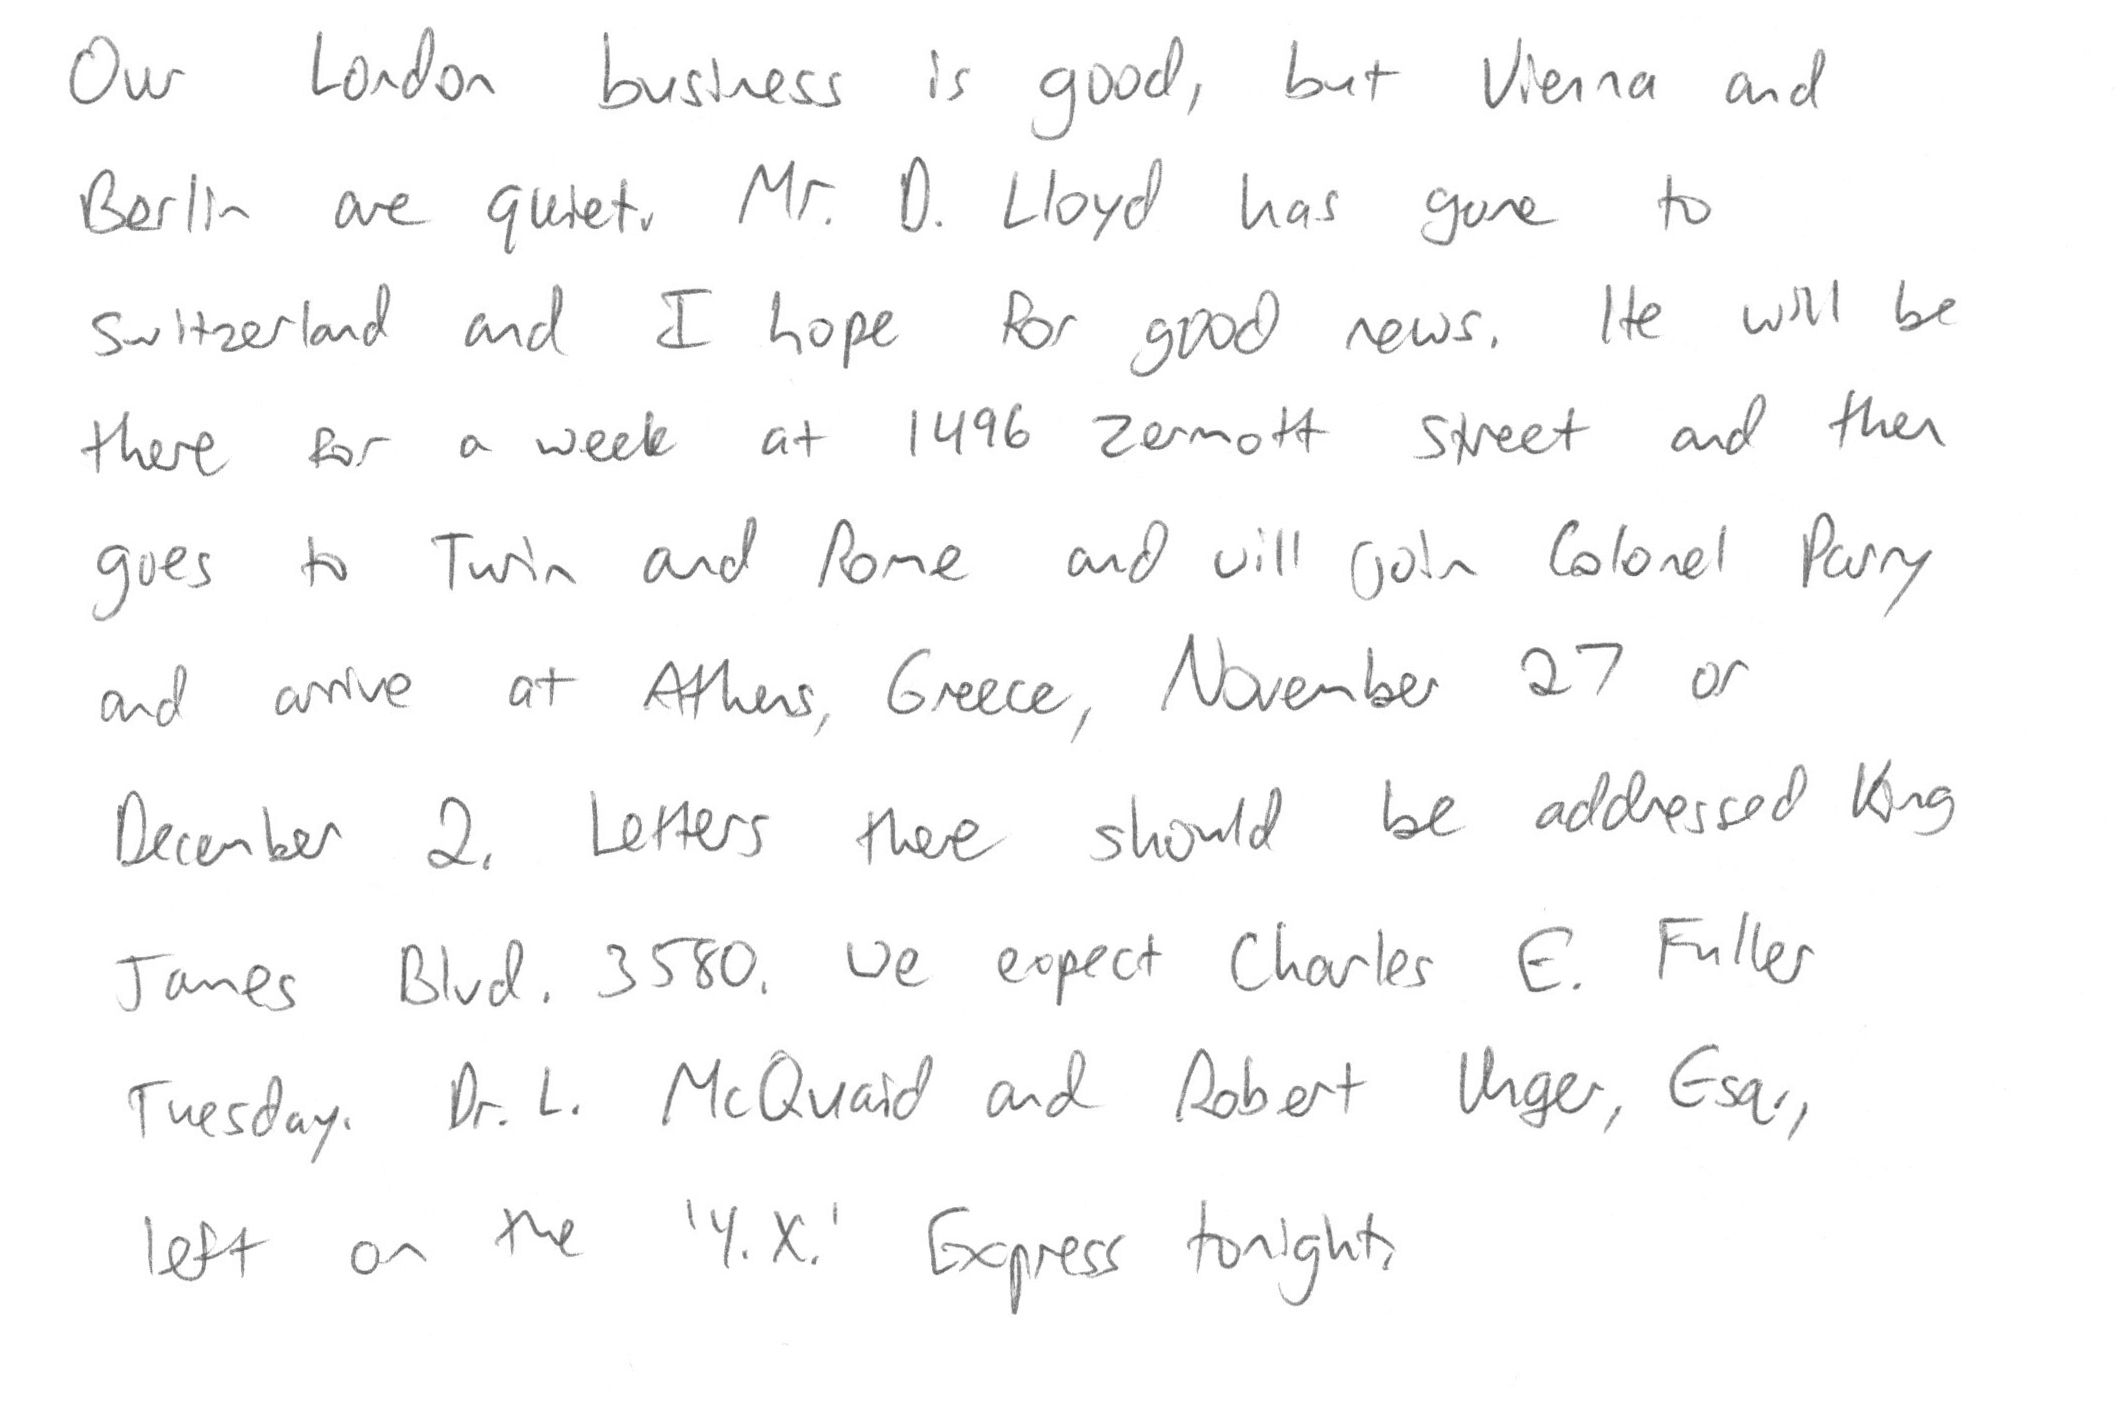 Our London business is good, but Vienna and
Berlin are quiet. Mr. D. Lloyd has gone to
Switzerland and I hope for good news. He will be
there for a week at 1496 Zermott Street and then
goes to Turin and Rome and will join Colonel Parry
and arrive at Athens, Greece, November 27 or
December 2. Letters there should be addressed King
James Blvd. 3580. We expect Charles E. Fuller
Tuesday. Dr. L. McQuaid and Robert Unger, Esq.,
left on the 'Y.X.' Express tonight.